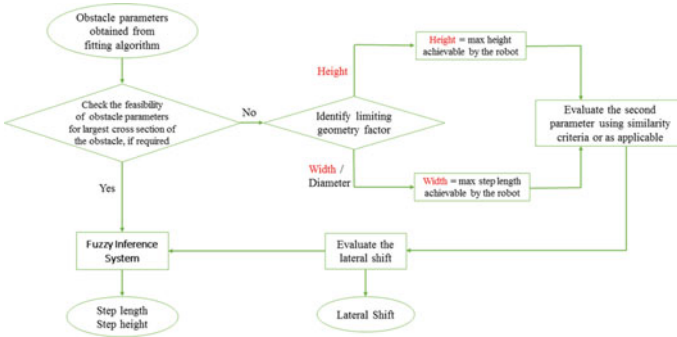 Obstacle parameters
obtained from
fitting algorithm
Check the feasibility
of obstacle parameters
for largest cross section of
the obstacle, if required
No
Yes
Identify limiting
geometry factor
Height
Width /
Diameter
Height = max height
achievable by the robot
Width = max step length
achievable by the robot
Evaluate the second
parameter using similarity
criteria or as applicable
Evaluate the
lateral shift
Fuzzy Inference
System
Step length
Step height
Lateral Shift